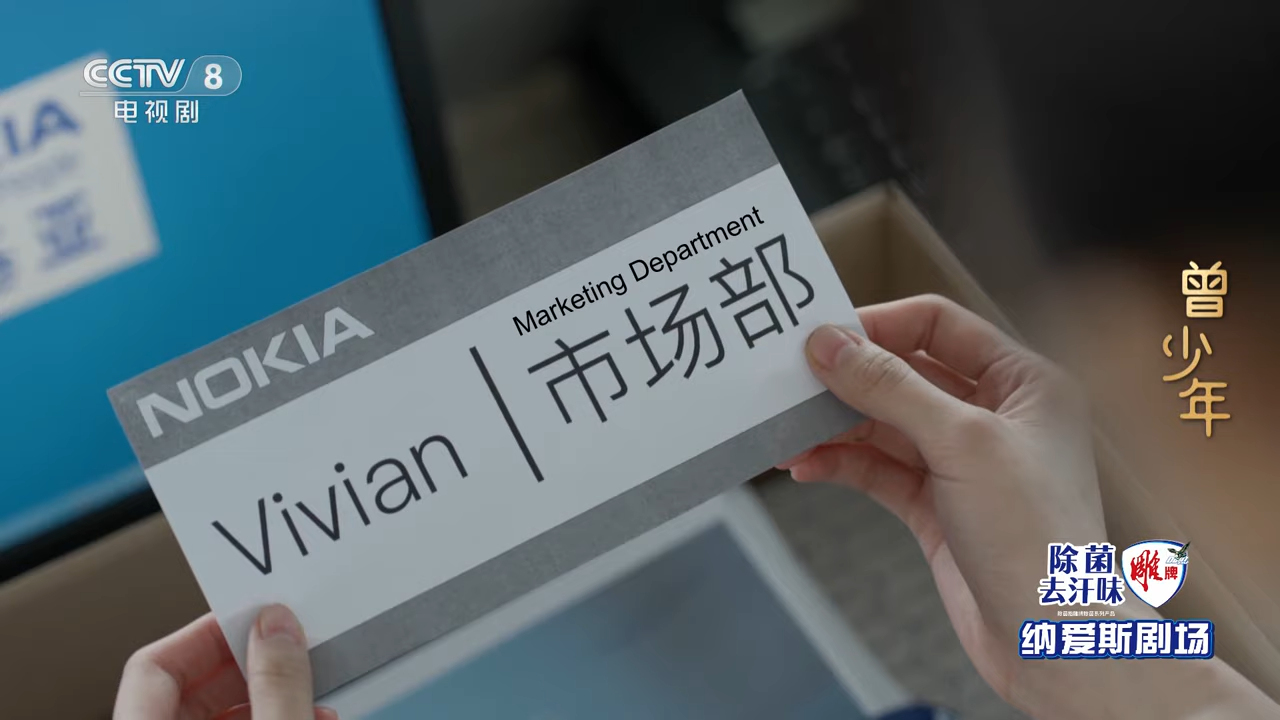 CCTV 8
电视剧
NOKIA
Marketing Department
Vivian | 市场部
曾少年
除菌
去汗味
雕牌
纳爱斯剧场